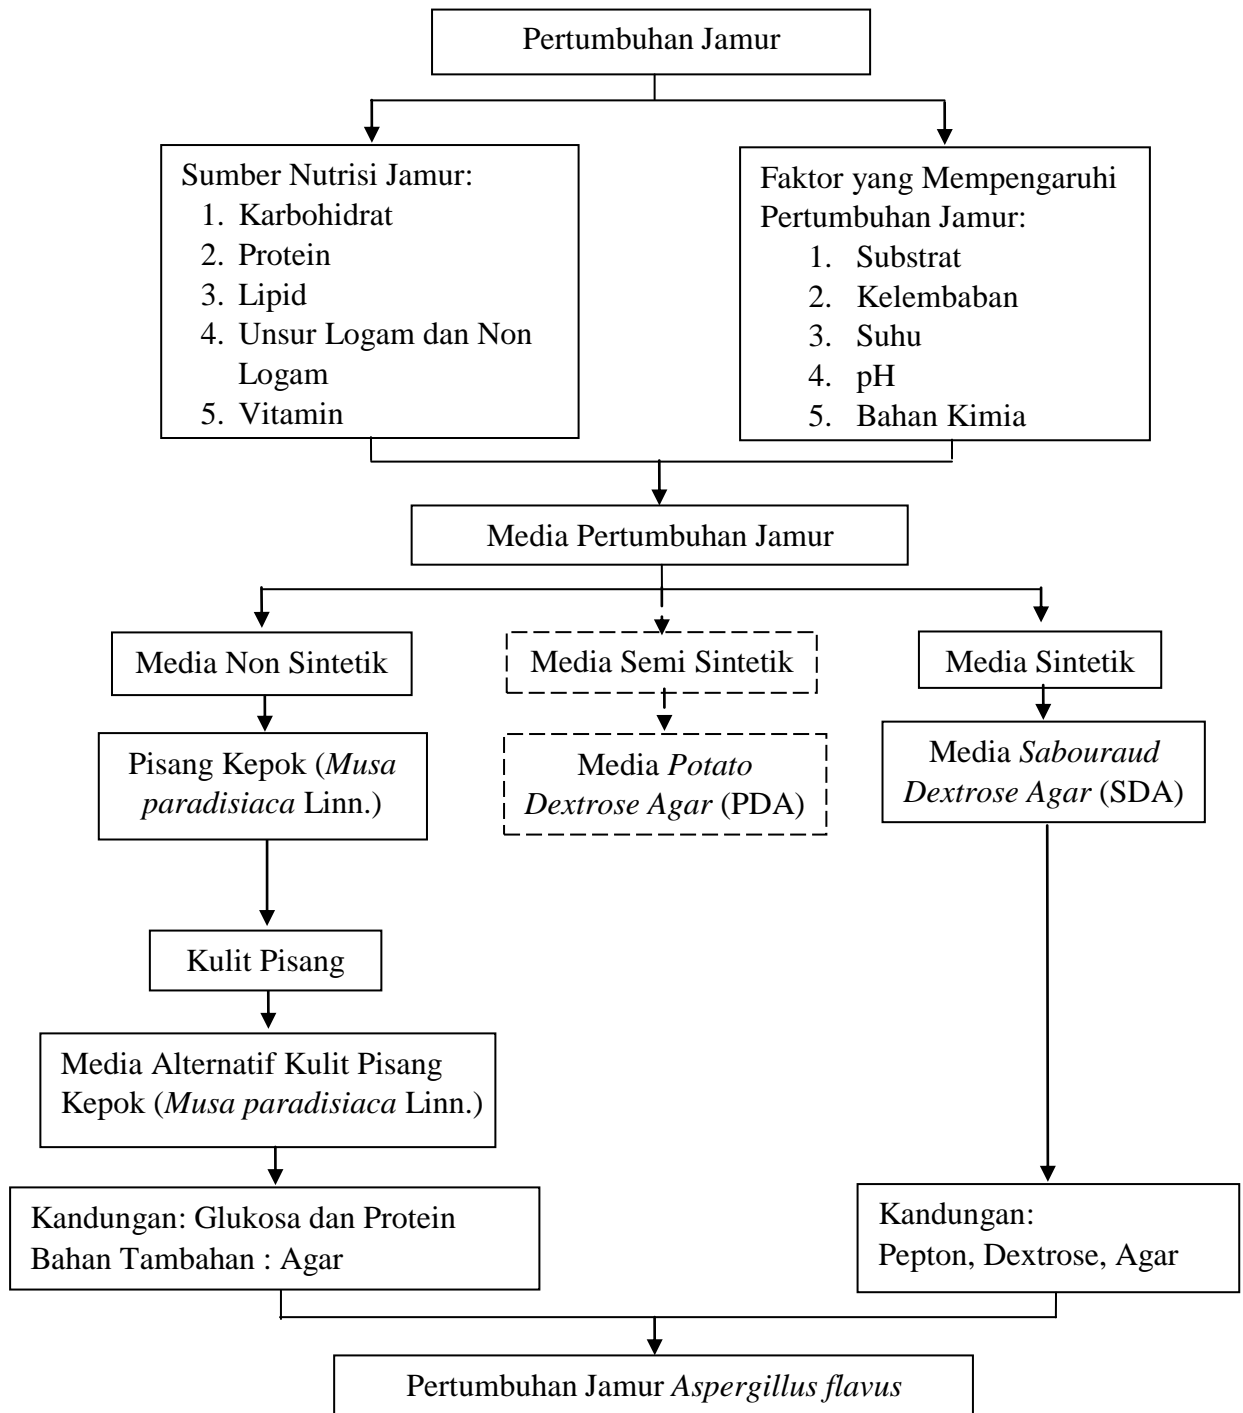 Pertumbuhan Jamur
Sumber Nutrisi Jamur:
1. Karbohidrat
2. Protein
3. Lipid
4. Unsur Logam dan Non
Logam
5. Vitamin
Faktor yang Mempengaruhi
Pertumbuhan Jamur:
1. Substrat
2. Kelembaban
3. Suhu
4. pH
5. Bahan Kimia
Media Pertumbuhan Jamur
Media Non Sintetik
Media Semi Sintetik
Media Sintetik
Pisang Kepok (Musa
paradisiaca Linn.)
Media Potato
Dextrose Agar (PDA)
Media Sabouraud
Dextrose Agar (SDA)
Kulit Pisang
Media Alternatif Kulit Pisang
Kepok (Musa paradisiaca Linn.)
Kandungan: Glukosa dan Protein
Bahan Tambahan : Agar
Kandungan:
Pepton, Dextrose, Agar
Pertumbuhan Jamur Aspergillus flavus